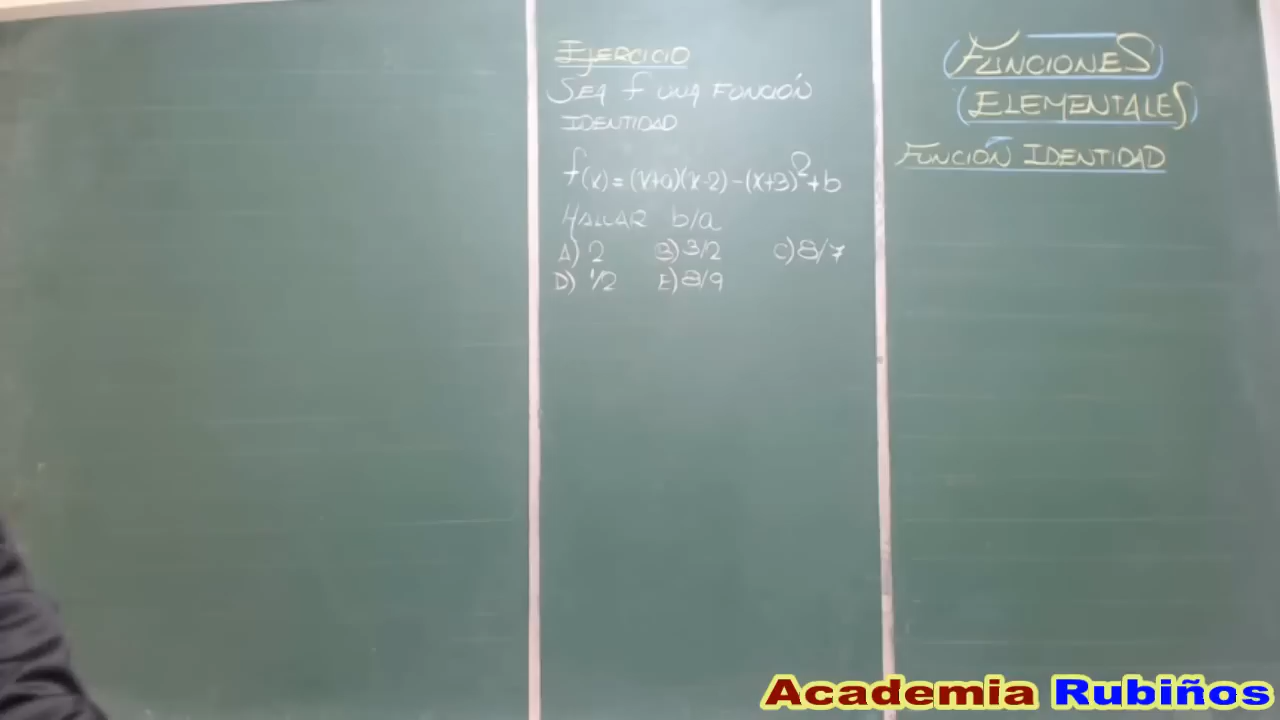 EJERCICIO
SEA f UNA FUNCIÓN
IDENTIDAD
f(x) = (x+a)(x-2) - (x+3)²+b
HALLAR b/a
A) 2 B) 3/2 C) 8/7
D) 1/2 E) 8/9
(FUNCIONES)
(ELEMENTALES)
FUNCIÓN IDENTIDAD
Academia Rubiños